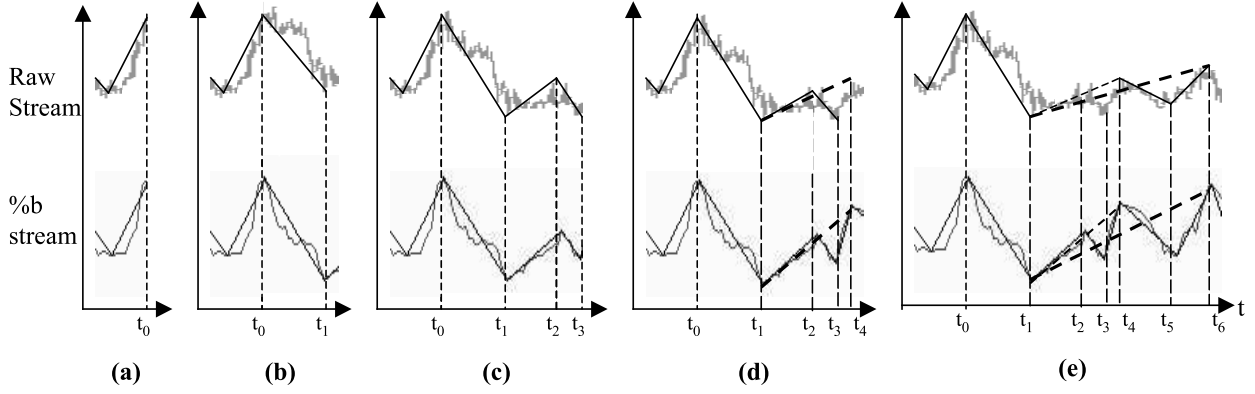 Raw
Stream
%b
stream
t0
t0 t1
t0 t1 t2 t3
t0 t1 t2 t3 t4
t0 t1 t2 t3 t4 t5 t6 t
(a) (b) (c) (d) (e)